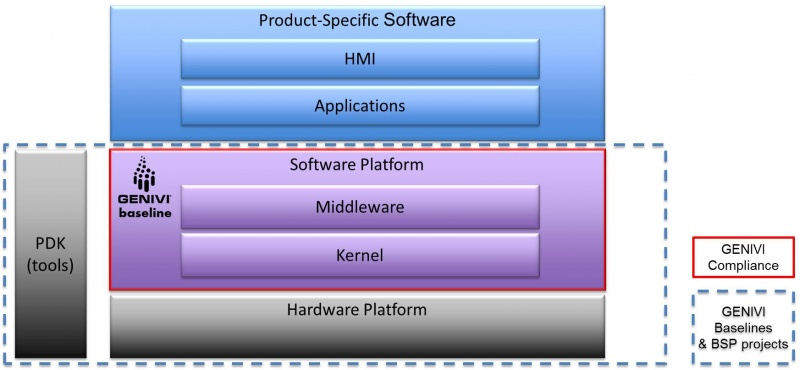 Product-Specific Software
HMI
Applications
Software Platform
GENIVI®
baseline
Middleware
Kernel
PDK
(tools)
Hardware Platform
GENIVI
Compliance
GENIVI
Baselines
& BSP projects